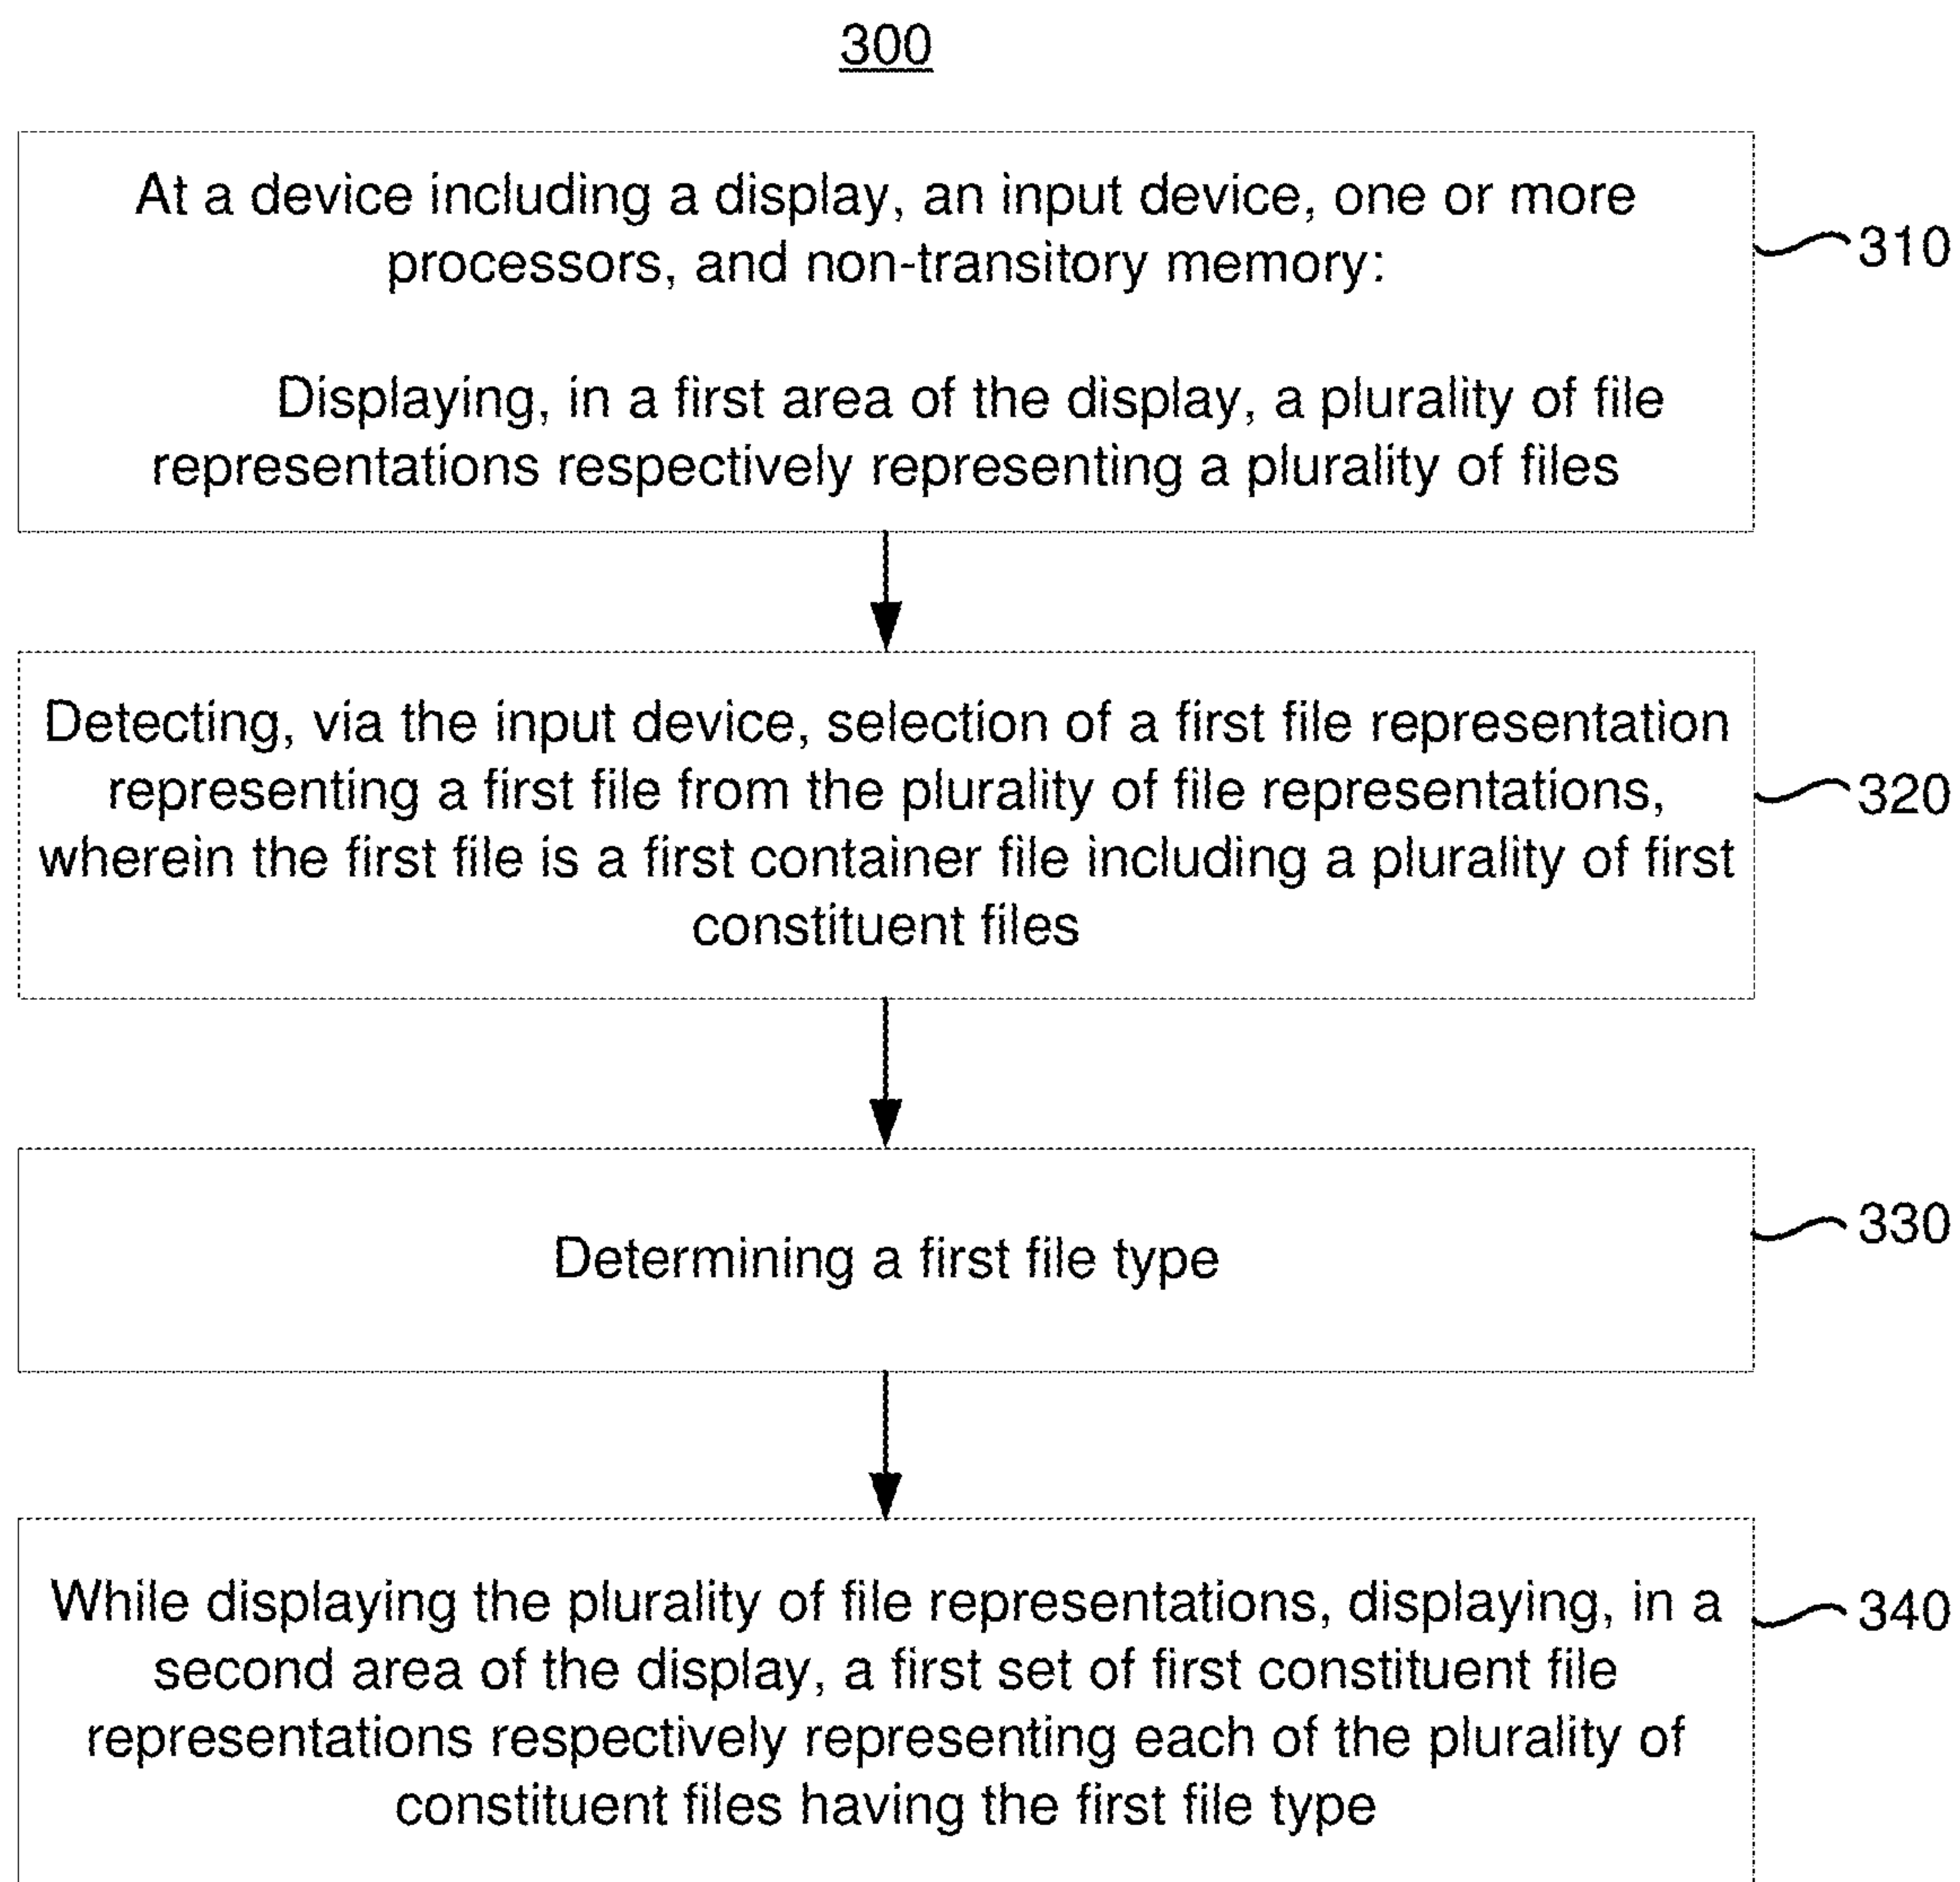 300
At a device including a display, an input device, one or more
processors, and non-transitory memory:
310
Displaying, in a first area of the display, a plurality of file
representations respectively representing a plurality of files
Detecting, via the input device, selection of a first file representation
representing a first file from the plurality of file representations,
320
wherein the first file is a first container file including a plurality of first
constituent files
330
Determining a first file type
While displaying the plurality of file representations, displaying, in a
340
second area of the display, a first set of first constituent file
representations respectively representing each of the plurality of
constituent files having the first file type